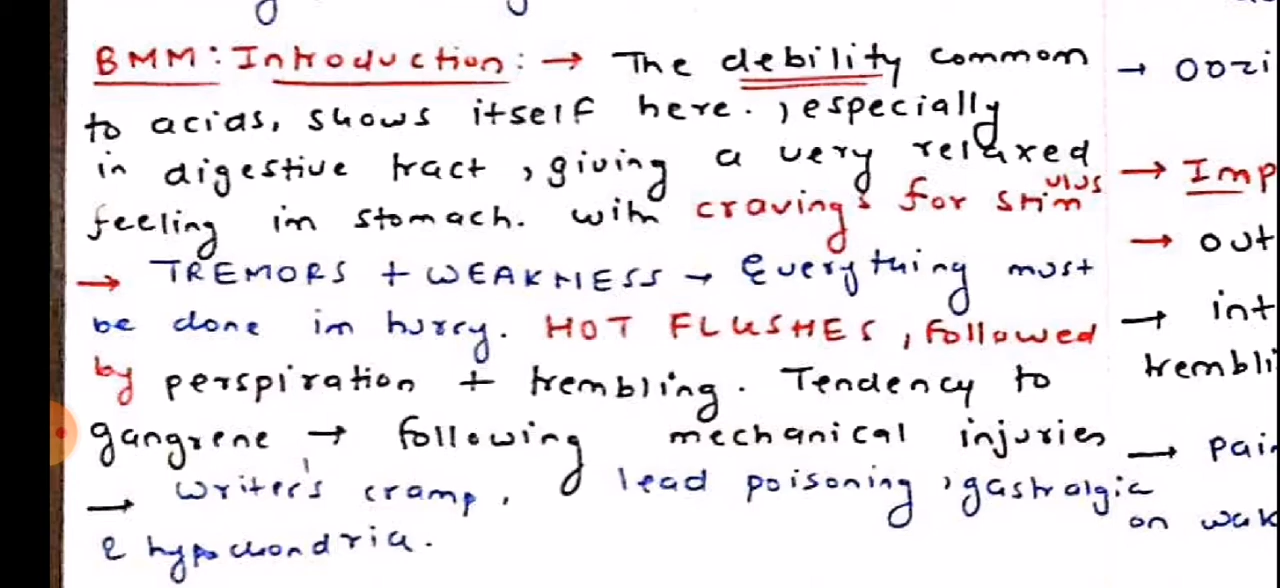 BMM: Introduction: → The debility common
to acids, shows itself here., especially
in digestive tract, giving a very relaxed
feeling in stomach. with cravings for stimulus
→ TREMORS + WEAKNESS → Everything must
be done in hurry. HOT FLUSHES, followed
by perspiration + trembling. Tendency to
gangrene → following mechanical injuries
→ writer's cramp, lead poisoning, gastralgia
& hypochondria.
→ oozi
→ Imp
→ out
→ int
trembli
→ pain
on wak